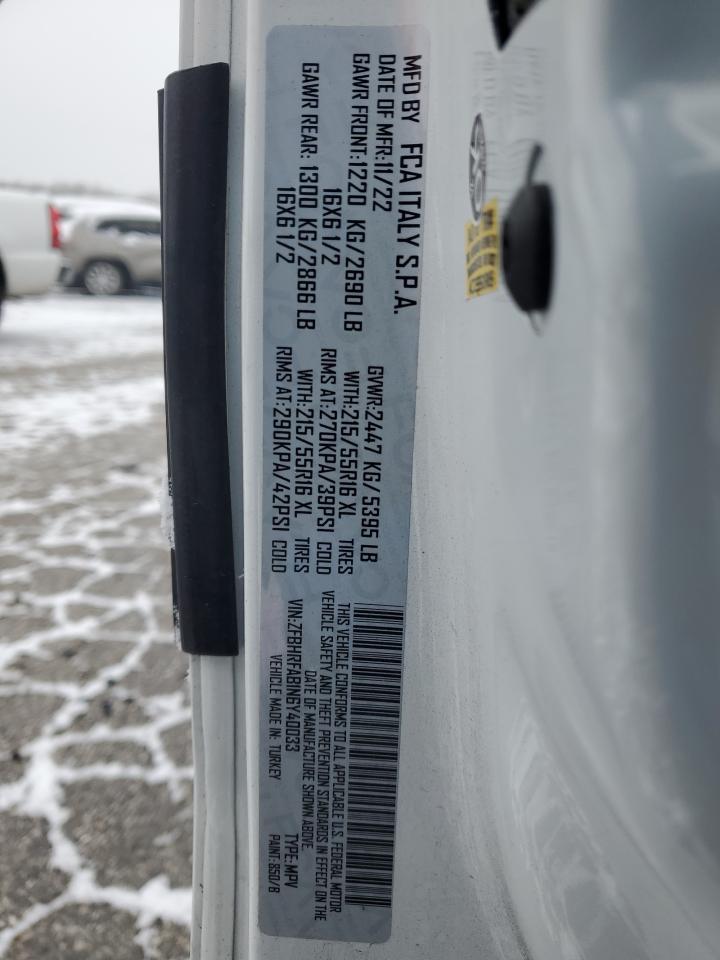 MFD BY FCA ITALY S.P.A.
DATE OF MFR:11/22 GVWR:2447 KG/5395 LB
GAWR FRONT:1220 KG/2690 LB WITH:215/55R16 XL TIRES
16X6 1/2 RIMS AT:270KPA/39PSI COLD
GAWR REAR: 1300 KG/2866 LB WITH:215/55R16 XL TIRES
16X6 1/2 RIMS AT:290KPA/42PSI COLD
THIS VEHICLE CONFORMS TO ALL APPLICABLE U.S. FEDERAL MOTOR
VEHICLE SAFETY AND THEFT PREVENTION STANDARDS IN EFFECT ON THE
DATE OF MANUFACTURE SHOWN ABOVE.
VIN:ZFBHRFAB1N6Y40033 TYPE:MPV
VEHICLE MADE IN: TURKEY PAINT:850/B